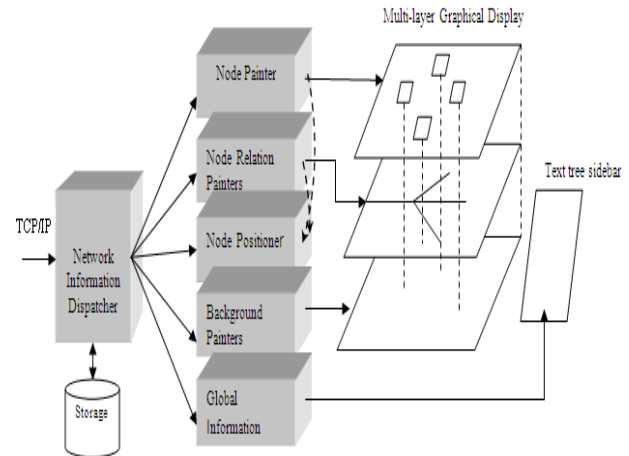 Multi-layer Graphical Display
Node Painter
Node Relation
Painters
Text tree sidebar
TCP/IP
Network
Information
Dispatcher
Node Positioner
Background
Painters
Global
Information
Storage